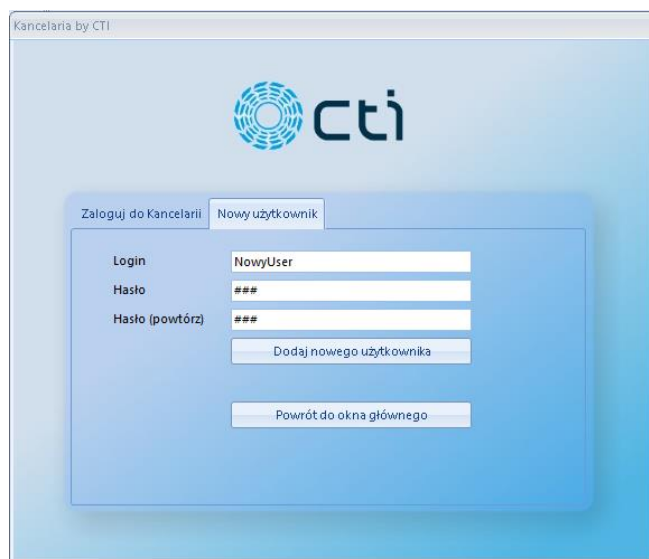 Kancelaria by CTI
cti
Zaloguj do Kancelarii Nowy użytkownik
Login NowyUser
Hasło ###
Hasło (powtórz) ###
Dodaj nowego użytkownika
Powrót do okna głównego